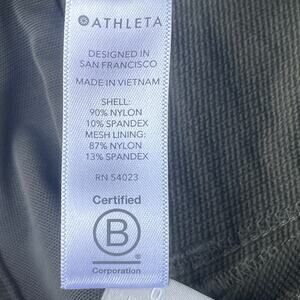 ATHLETA
DESIGNED IN
SAN FRANCISCO
MADE IN VIETNAM
SHELL:
90% NYLON
10% SPANDEX
MESH LINING:
87% NYLON
13% SPANDEX
RN 54023
Certified
B
Corporation